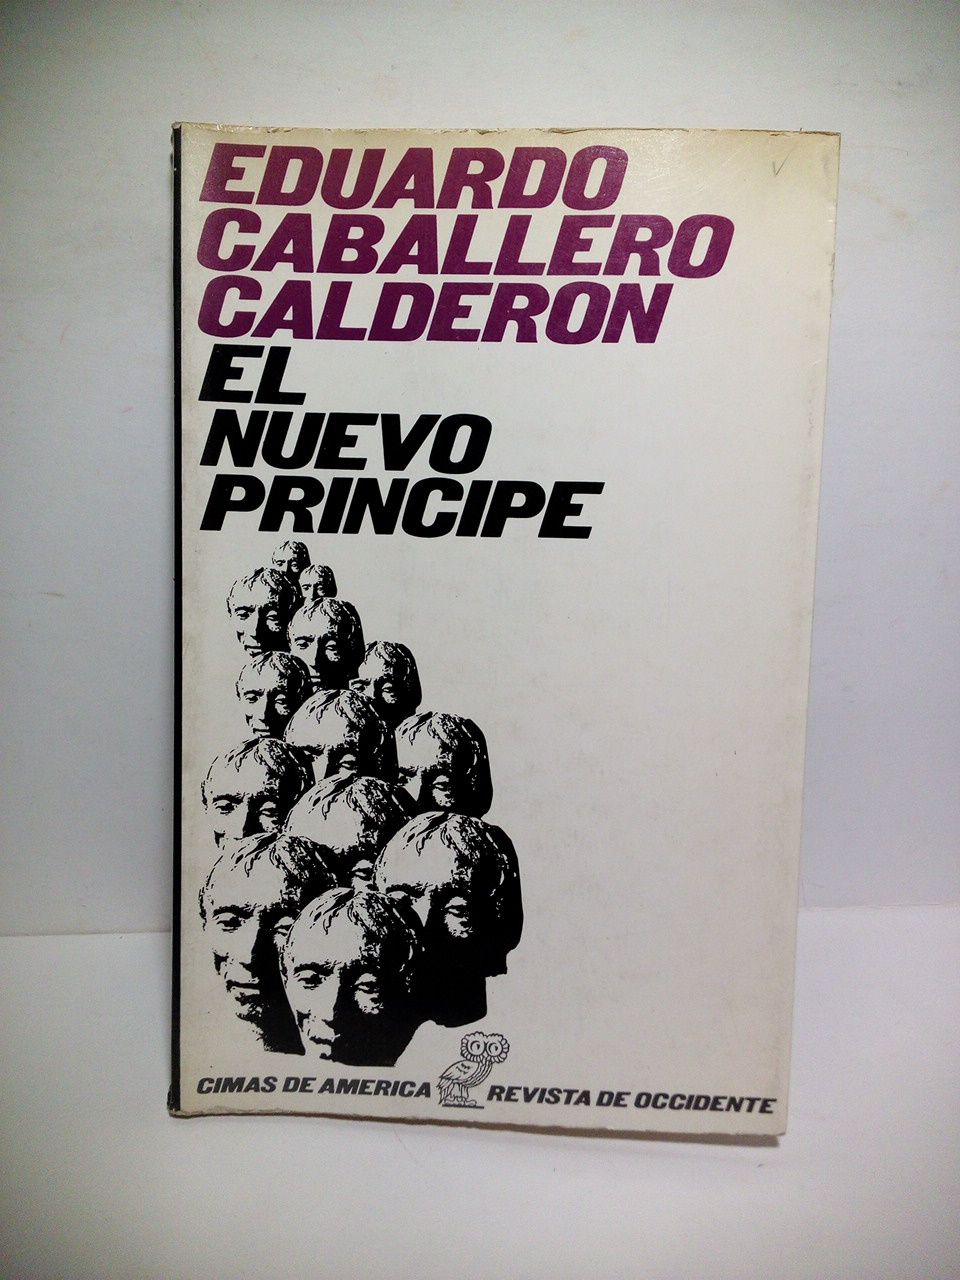 EDUARDO
CABALLERO
CALDERON
EL
NUEVO
PRINCIPE
CIMAS DE AMERICA REVISTA DE OCCIDENTE